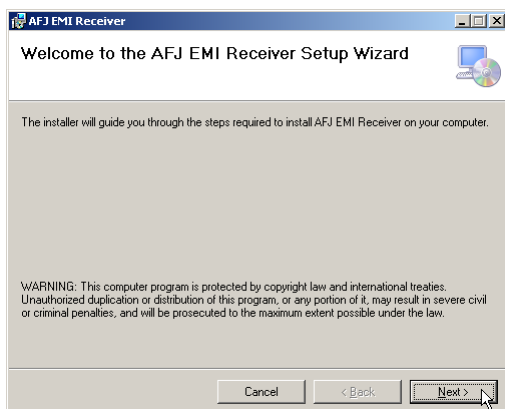 AFJ EMI Receiver
Welcome to the AFJ EMI Receiver Setup Wizard
The installer will guide you through the steps required to install AFJ EMI Receiver on your computer.
WARNING: This computer program is protected by copyright law and international treaties.
Unauthorized duplication or distribution of this program, or any portion of it, may result in severe civil
or criminal penalties, and will be prosecuted to the maximum extent possible under the law.
Cancel < Back Next >